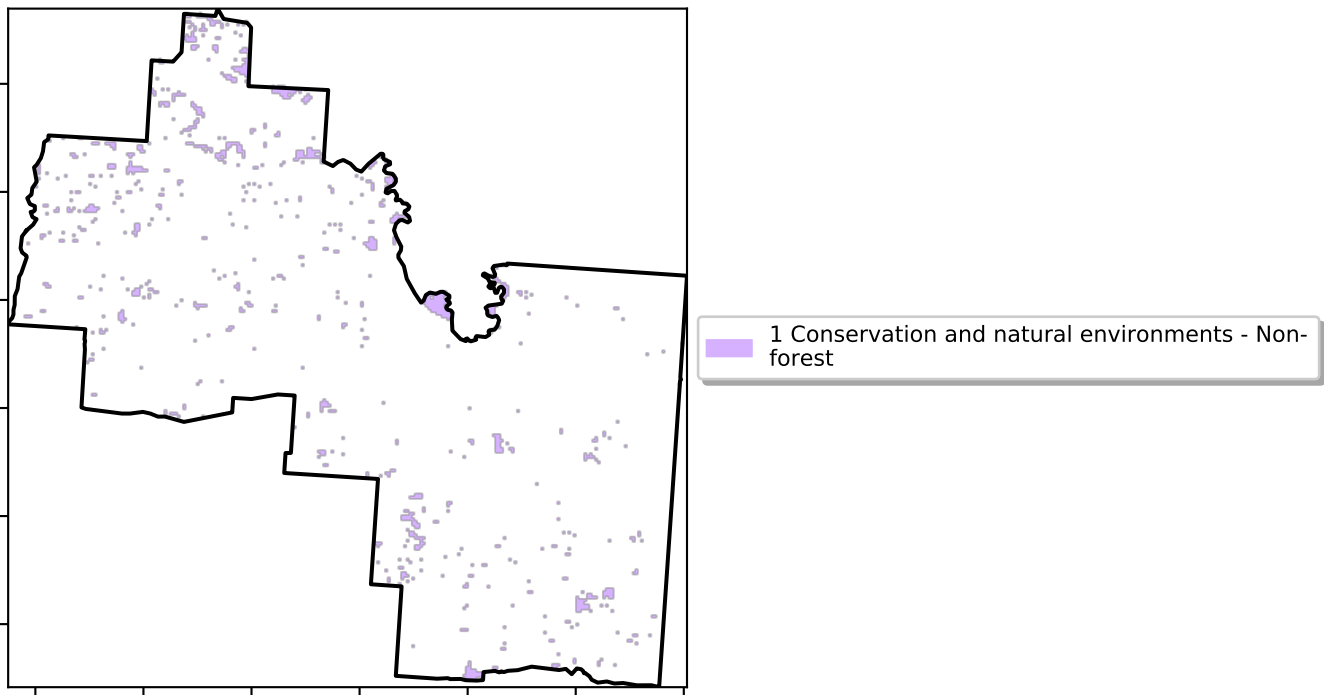 1 Conservation and natural environments - Non-
forest